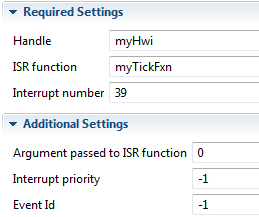 Required Settings
Handle myHwi
ISR function myTickFxn
Interrupt number 39
Additional Settings
Argument passed to ISR function 0
Interrupt priority -1
Event Id -1